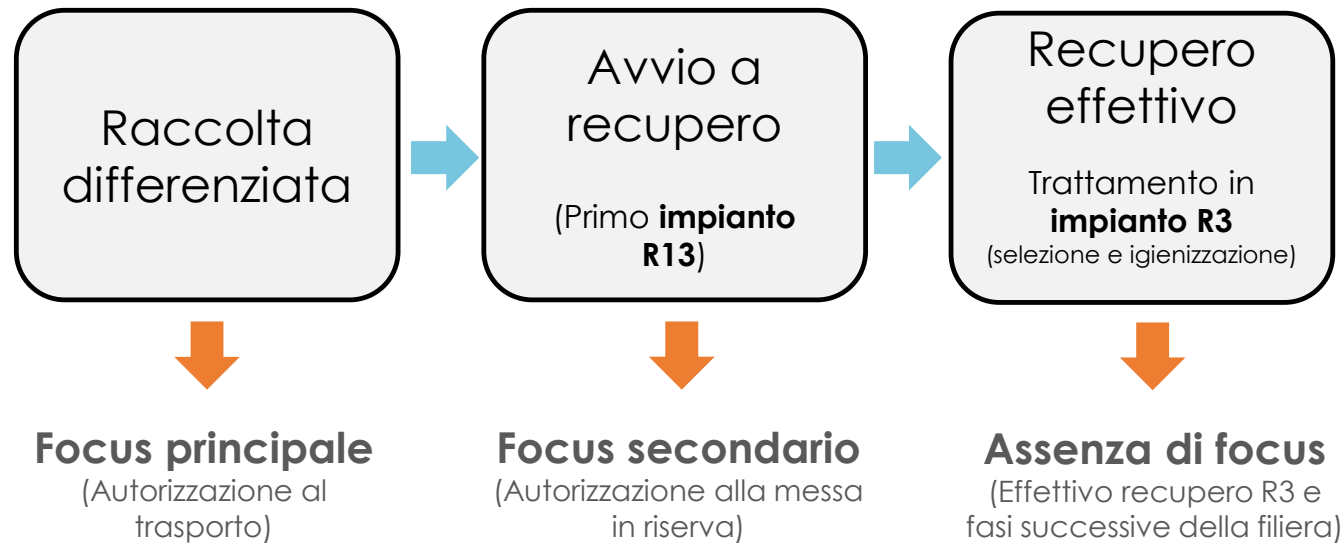 Raccolta
differenziata
Avvio a
recupero
(Primo impianto
R13)
Recupero
effettivo
Trattamento in
impianto R3
(selezione e igienizzazione)
Focus principale
(Autorizzazione al
trasporto)
Focus secondario
(Autorizzazione alla messa
in riserva)
Assenza di focus
(Effettivo recupero R3 e
fasi successive della filiera)